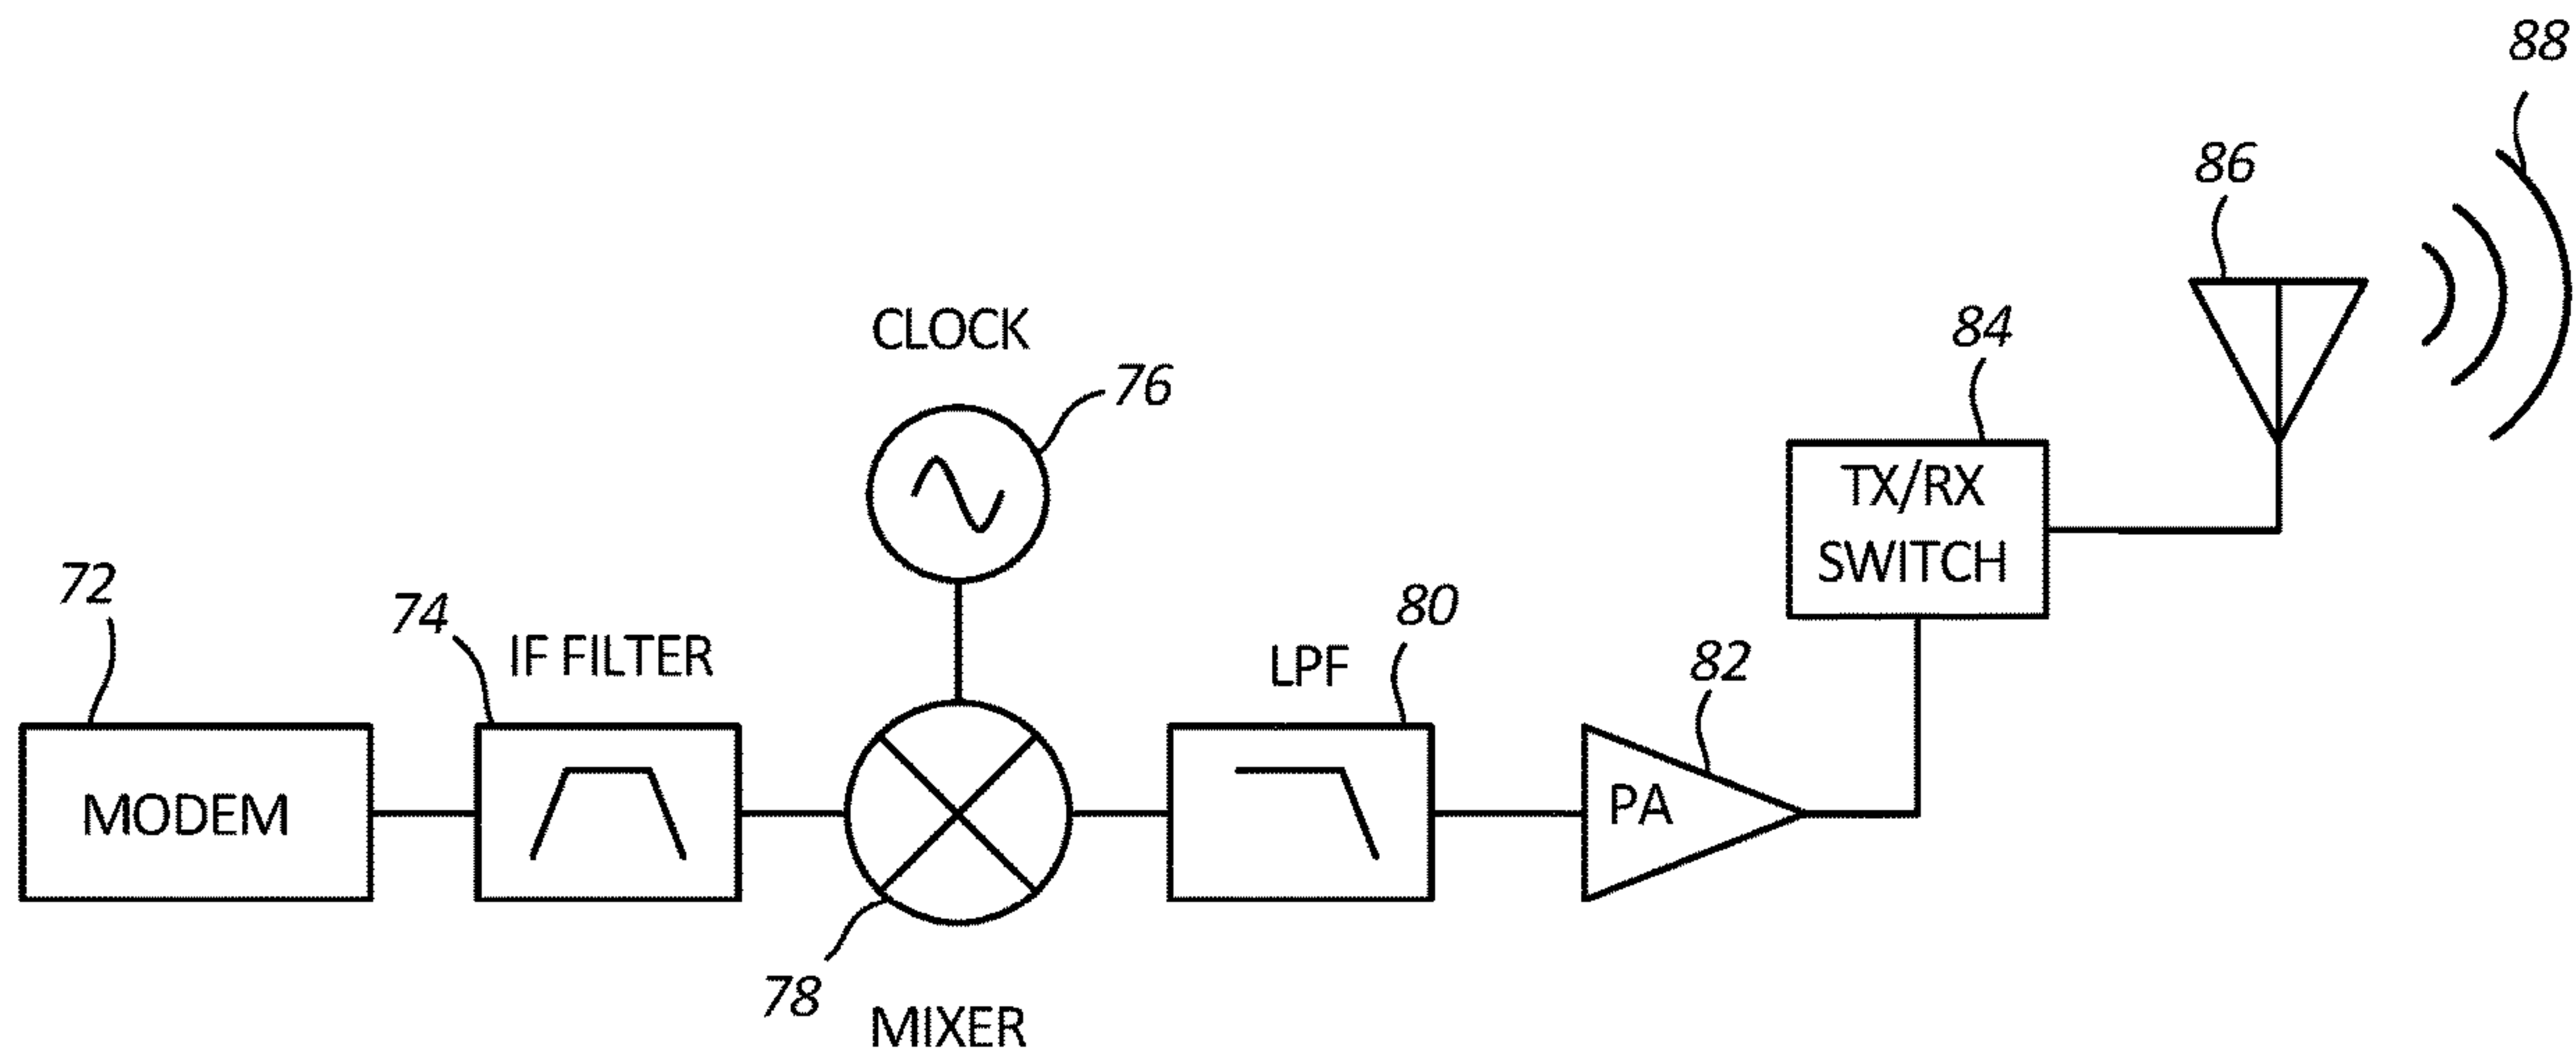 88
86
84
CLOCK
76
TX/RX
SWITCH
72
74
IF FILTER
80
LPF
82
MODEM
PA
78
MIXER